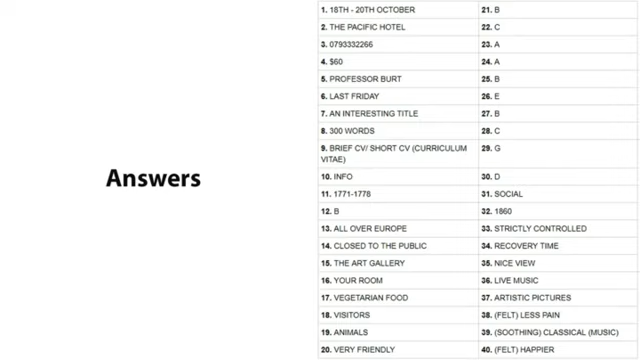 Answers
1. 18TH - 20TH OCTOBER
2. THE PACIFIC HOTEL
3. 0793332266
4. $60
5. PROFESSOR BURT
6. LAST FRIDAY
7. AN INTERESTING TITLE
8. 300 WORDS
9. BRIEF CV/ SHORT CV (CURRICULUM
VITAE)
10. INFO
11. 1771-1778
12. B
13. ALL OVER EUROPE
14. CLOSED TO THE PUBLIC
15. THE ART GALLERY
16. YOUR ROOM
17. VEGETARIAN FOOD
18. VISITORS
19. ANIMALS
20. VERY FRIENDLY
21. B
22. C
23. A
24. A
25. B
26. E
27. B
28. C
29. G
30. D
31. SOCIAL
32. 1860
33. STRICTLY CONTROLLED
34. RECOVERY TIME
35. NICE VIEW
36. LIVE MUSIC
37. ARTISTIC PICTURES
38. (FELT) LESS PAIN
39. (SOOTHING) CLASSICAL (MUSIC)
40. (FELT) HAPPIER